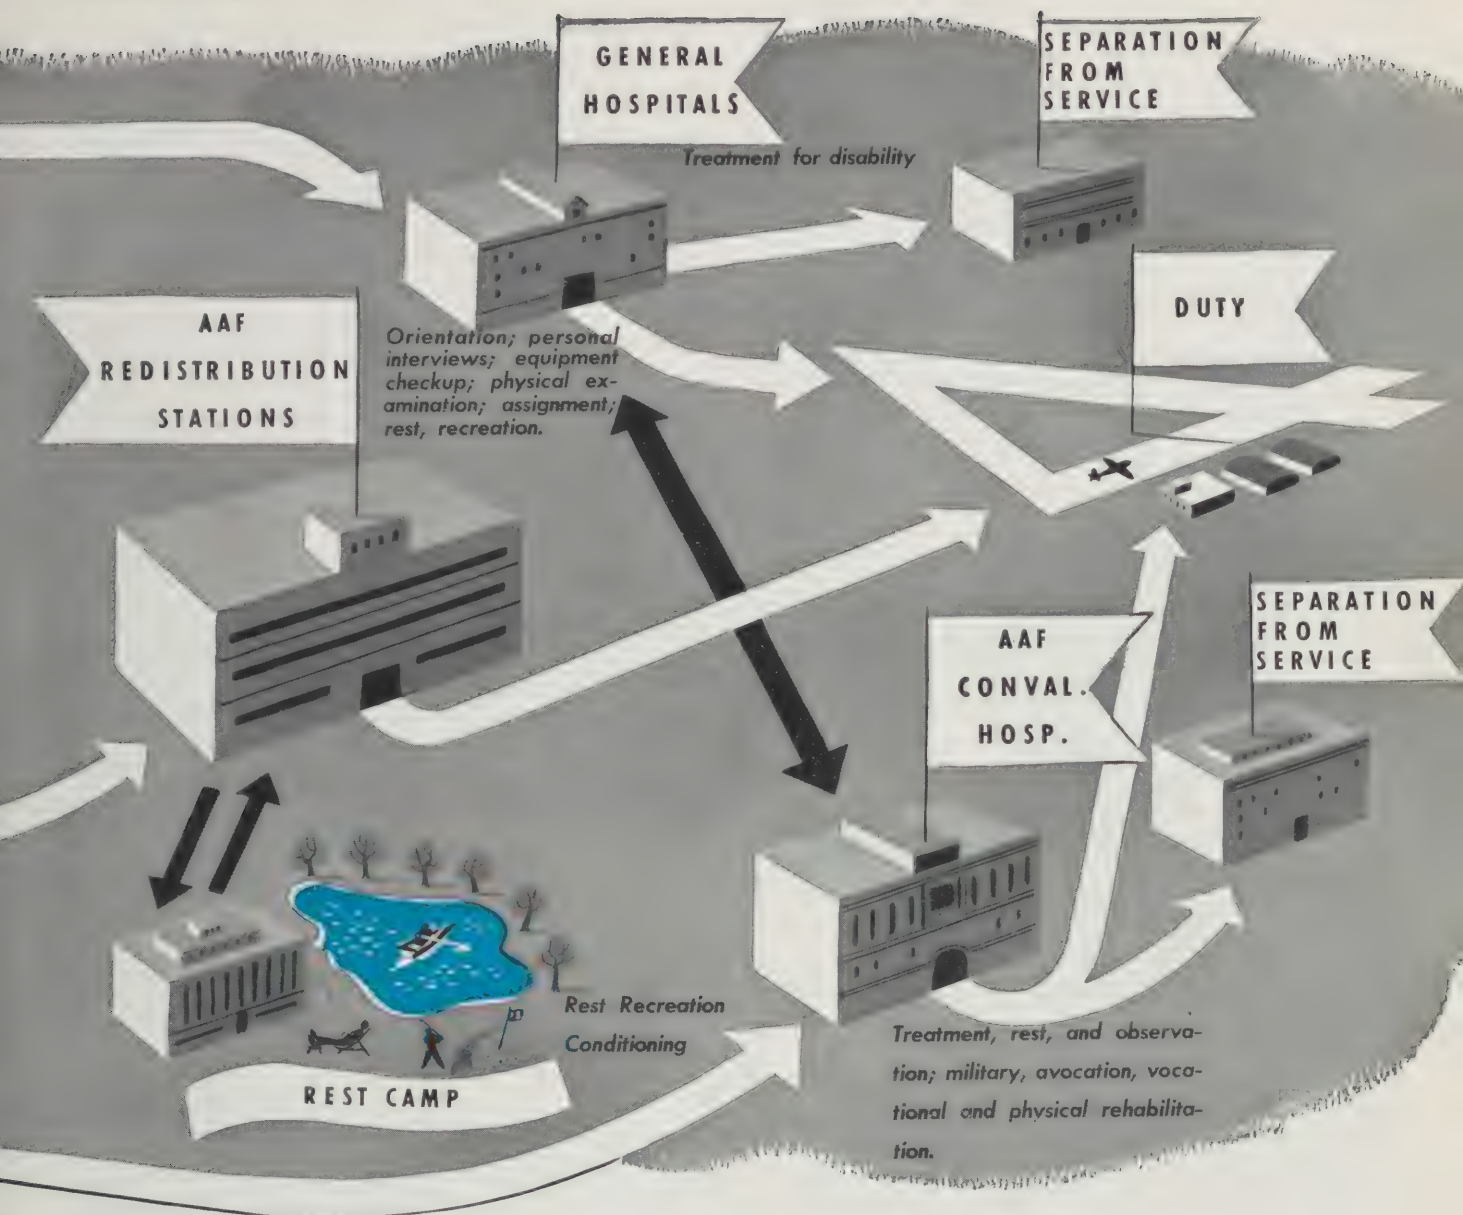 GENERAL
HOSPITALS
Treatment for disability
SEPARATION
FROM
SERVICE
DUTY
AAF
REDISTRIBUTION
STATIONS
Orientation; personal
interviews; equipment
checkup; physical ex-
amination; assignment;
rest, recreation.
SEPARATION
FROM
SERVICE
AAF
CONVAL.
HOSP.
Rest Recreation
Conditioning
REST CAMP
Treatment, rest, and observa-
tion; military, avocation, voca-
tional and physical rehabilita-
tion.